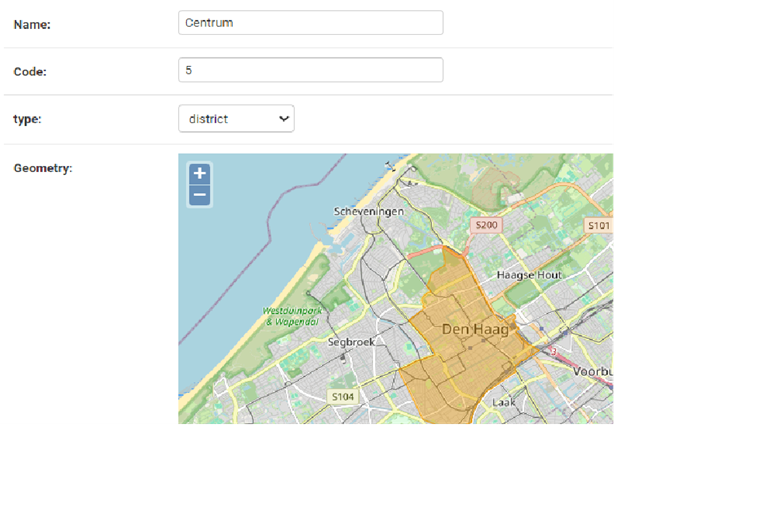 Name: Centrum
Code: 5
type: district
Geometry:
+
−
Scheveningen
S200
S101
Haagse Hout
Westduinpark
& Wapendal
Den Haag
Segbroek
3
Voorbu
S104
Laak